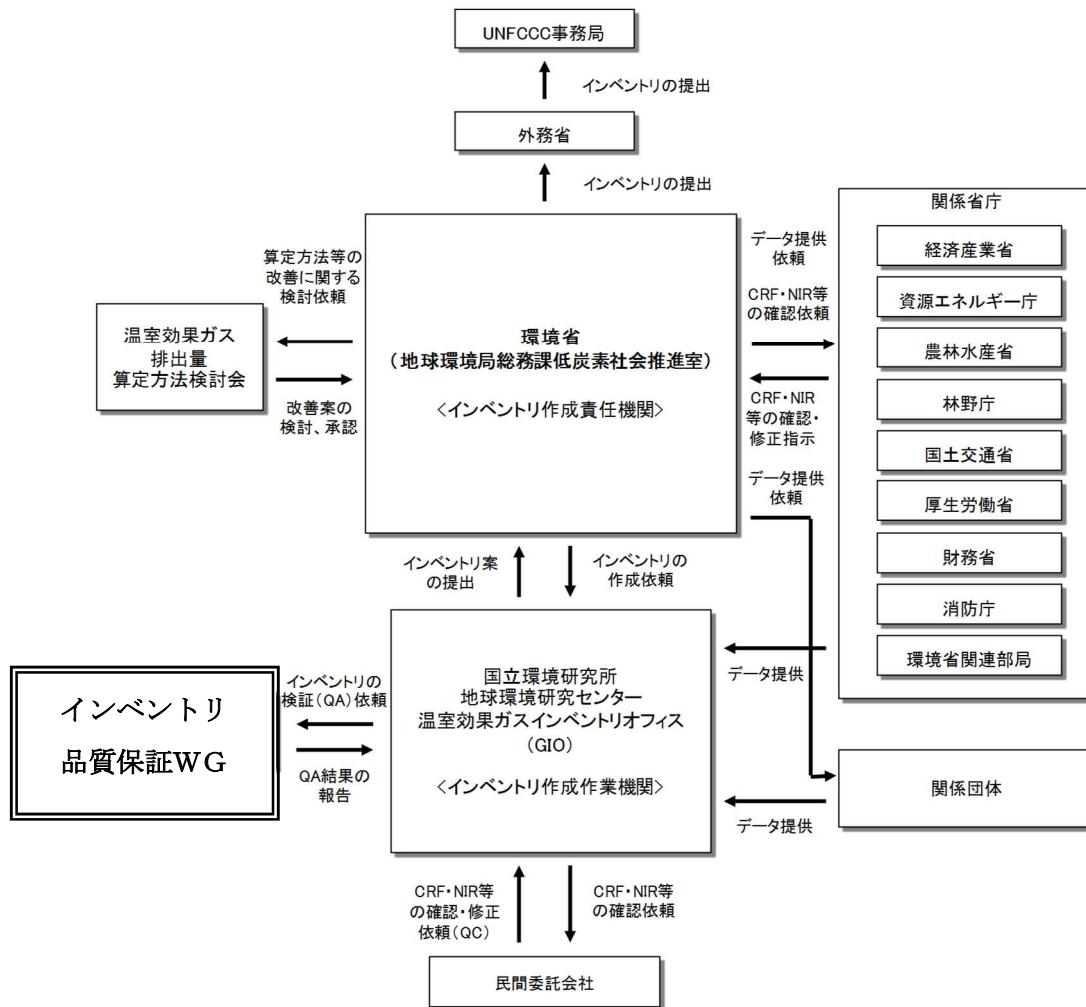 UNFCCC事務局
インベントリの提出
外務省
インベントリの提出
関係省庁
経済産業省
資源エネルギー庁
農林水産省
林野庁
国土交通省
厚生労働省
財務省
消防庁
環境省関連部局
算定方法等の
改善に関する
検討依頼
温室効果ガス
排出量
算定方法検討会
改善案の
検討、承認
環境省
(地球環境局総務課低炭素社会推進室)
<インベントリ作成責任機関>
データ提供
依頼
CRF・NIR等
の確認依頼
CRF・NIR
等の確認・
修正指示
データ提供
依頼
インベントリ案
の提出
インベントリの
作成依頼
インベントリ
品質保証WG
インベントリの
検証(QA)依頼
QA結果の
報告
国立環境研究所
地球環境研究センター
温室効果ガスインベントリオフィス
(GIO)
<インベントリ作成作業機関>
データ提供
データ提供
関係団体
CRF・NIR等
の確認・修正
依頼(QC)
CRF・NIR等
の確認依頼
民間委託会社